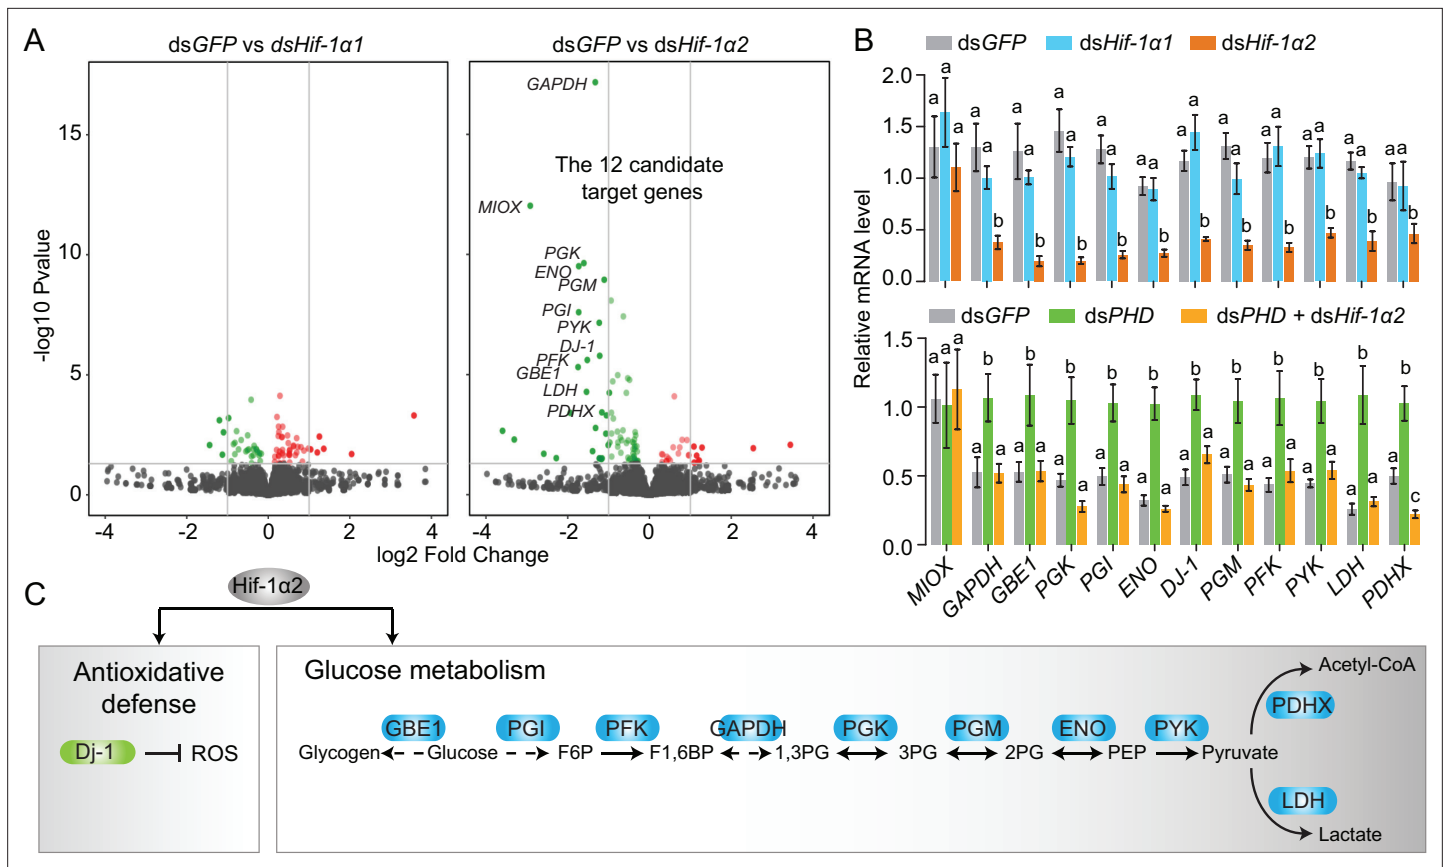 A
dsGFP vs dsHif-1α1
dsGFP vs dsHif-1α2
-log10 Pvalue
15
10
5
0
-4
-2
0
2
4
-4
-2
0
2
4
log2 Fold Change
GAPDH
The 12 candidate
target genes
MIOX
PGK
ENO
PGM
PGI
PYK
DJ-1
PFK
GBE1
LDH
PDHX
B
dsGFP dsHif-1α1 dsHif-1α2
Relative mRNA level
2.0
1.5
1.0
0.5
0.0
a a a
a a b
a a b
a a b
a a b
a a b
a a b
a a b
a a b
a a b
a a b
a a b
dsGFP dsPHD dsPHD + dsHif-1α2
1.5
1.0
0.5
0.0
a a a
a b a
a b a
a b a
a b a
a b a
a b a
a b a
a b a
a b a
a b a
a b c
MIOX
GAPDH
GBE1
PGK
PGI
ENO
DJ-1
PGM
PFK
PYK
LDH
PDHX
C
Hif-1α2
Antioxidative
defense
Dj-1
ROS
Glucose metabolism
GBE1 PGI PFK GAPDH PGK PGM ENO PYK
Glycogen Glucose F6P F1,6BP 1,3PG 3PG 2PG PEP Pyruvate
Acetyl-CoA
PDHX
LDH
Lactate